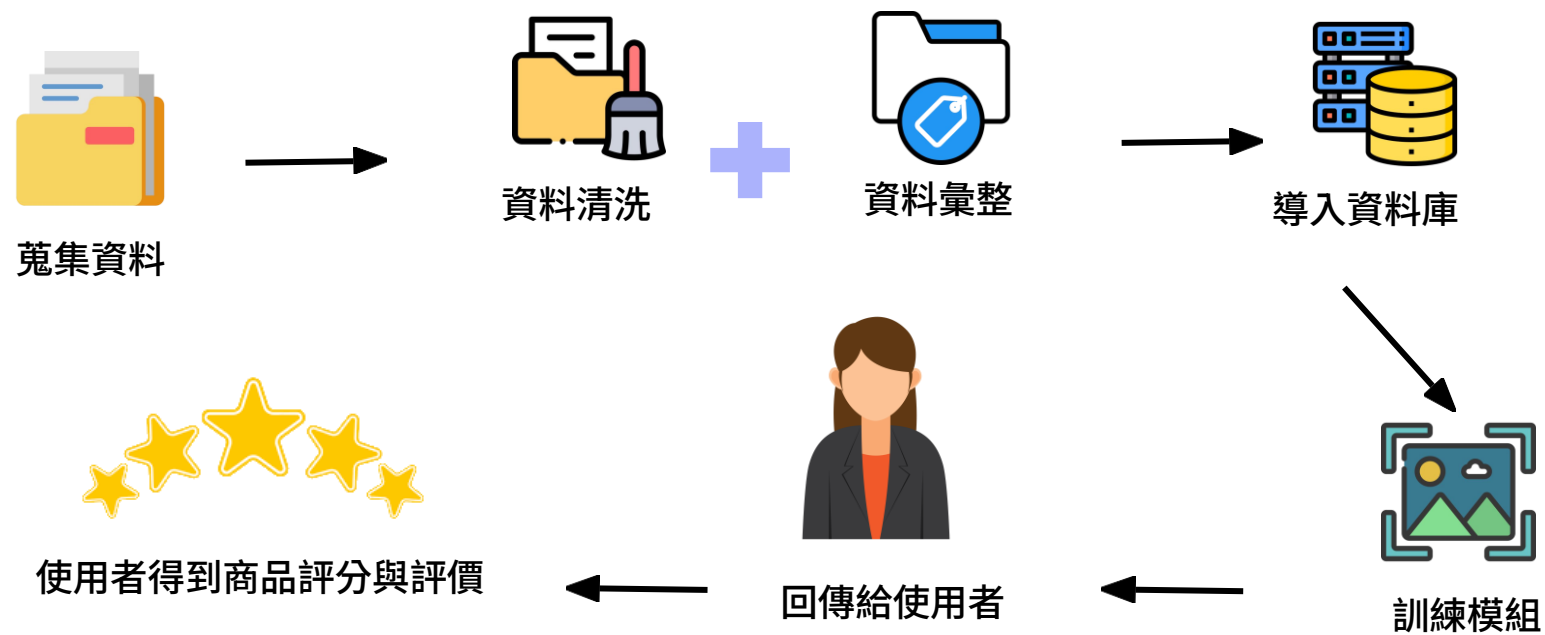 蒐集資料
資料清洗
資料彙整
導入資料庫
訓練模組
回傳給使用者
使用者得到商品評分與評價